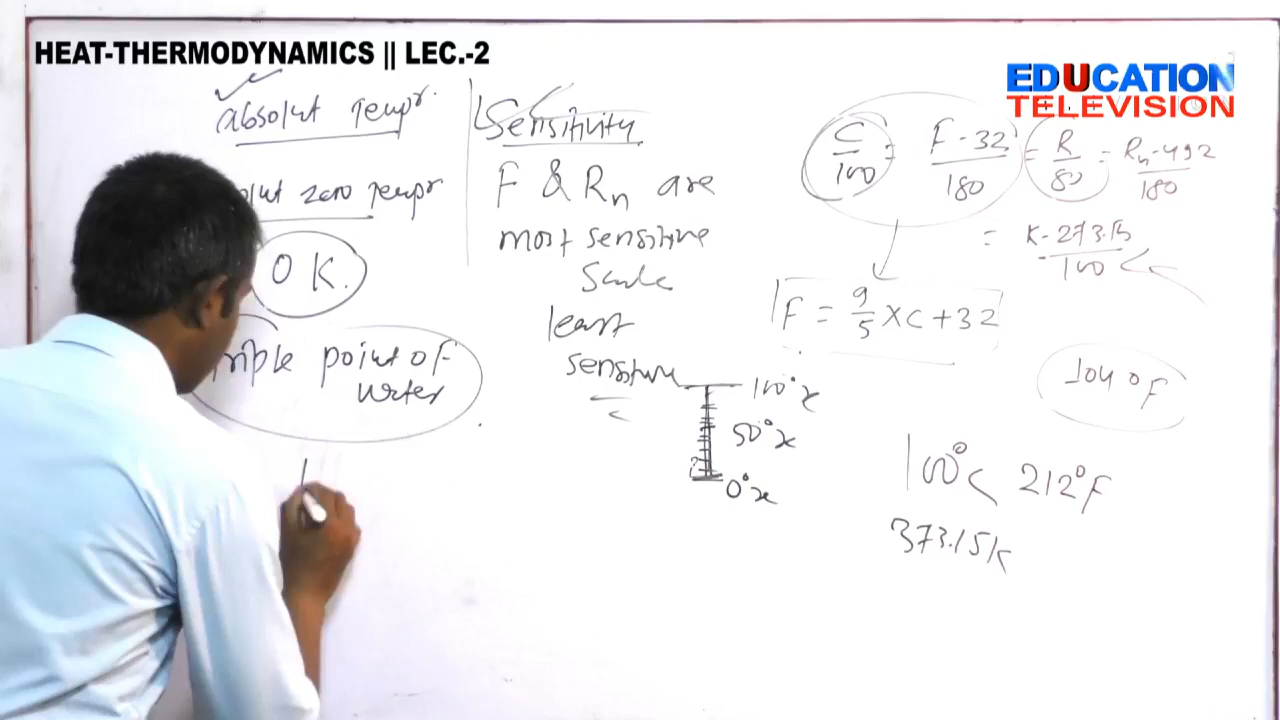 HEAT-THERMODYNAMICS || LEC.-2
EDUCATION
TELEVISION
absolut Tempr.
olut zero Tempr
0 K.
riple point of
water
Sensitivity
F & Rn are
most sensitive
Scale
least
sensitive
100°x
50°x
0°x
C/100 = F-32/180 = R/80 = Rn-492/180
= K-273.15/100
F = 9/5 × C + 32
104°F
100°C 212°F
373.15K